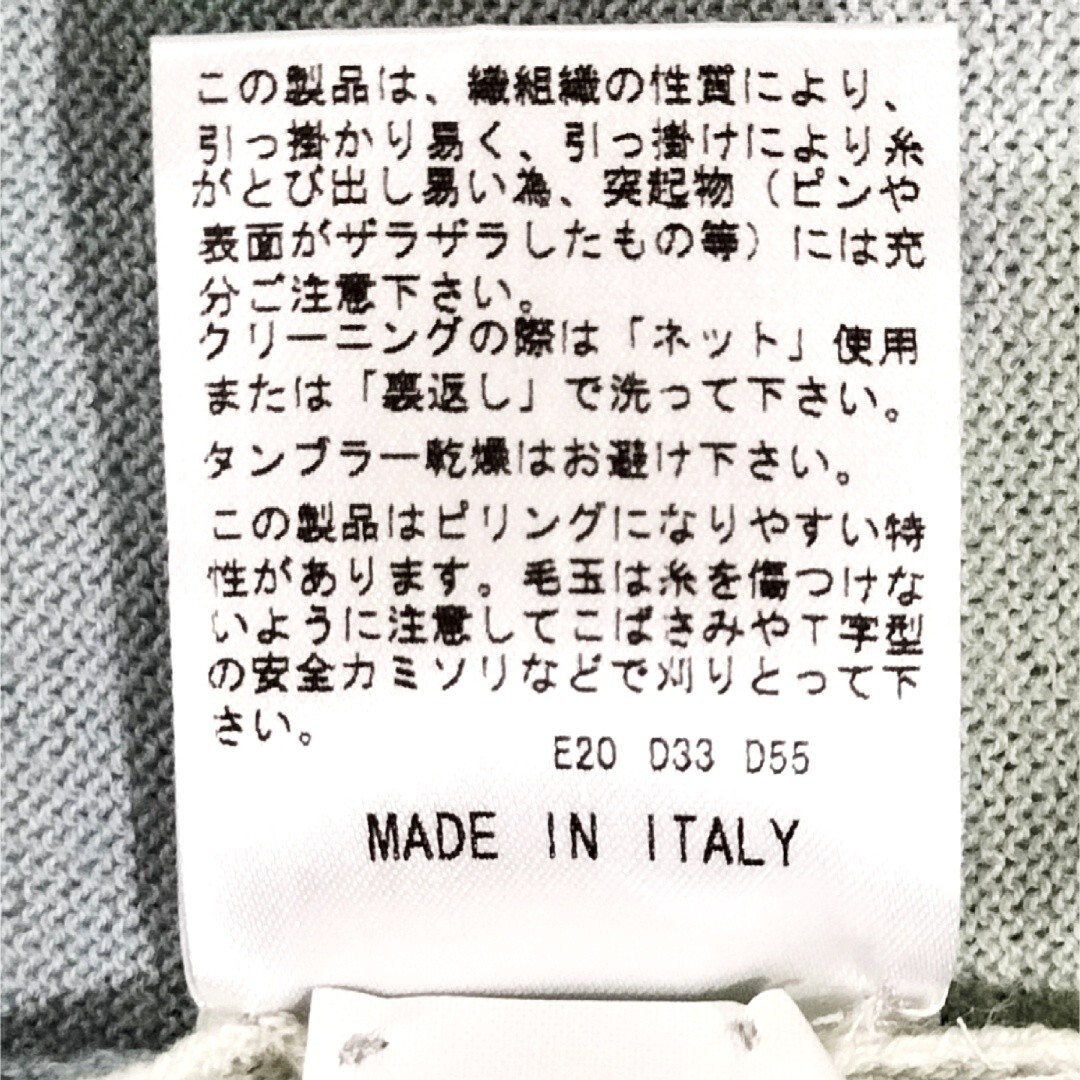 この製品は、織組織の性質により、
引っ掛かり易く、引っ掛けにより糸
がとび出し易い為、突起物（ピンや
表面がザラザラしたもの等）には充
分ご注意下さい。
クリーニングの際は「ネット」使用
または「裏返し」で洗って下さい。
タンブラー乾燥はお避け下さい。
この製品はピリングになりやすい特
性があります。毛玉は糸を傷つけな
いように注意してこばさみやT字型
の安全カミソリなどで刈りとって下
さい。
E20 D33 D55
MADE IN ITALY